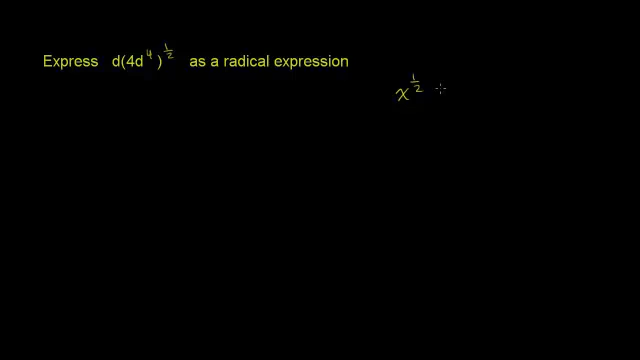 Express d(4d^4)^{1/2} as a radical expression
x^{1/2}